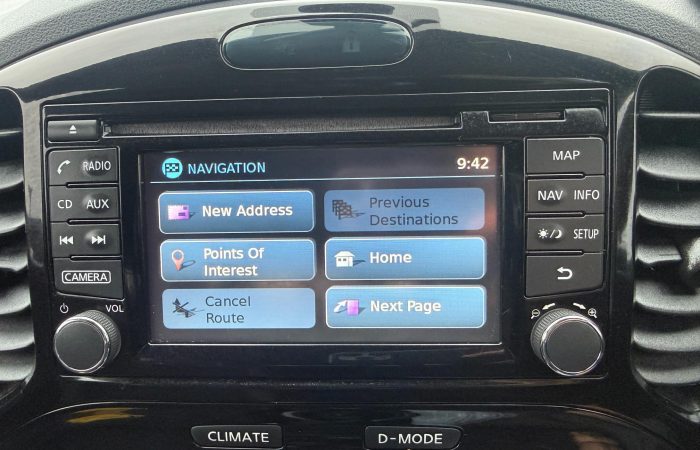 NAVIGATION 9:42
New Address
Previous
Destinations
Points Of
Interest
Home
Cancel
Route
Next Page
RADIO
CD AUX
CAMERA
VOL
MAP
NAV INFO
SETUP
CLIMATE
D-MODE